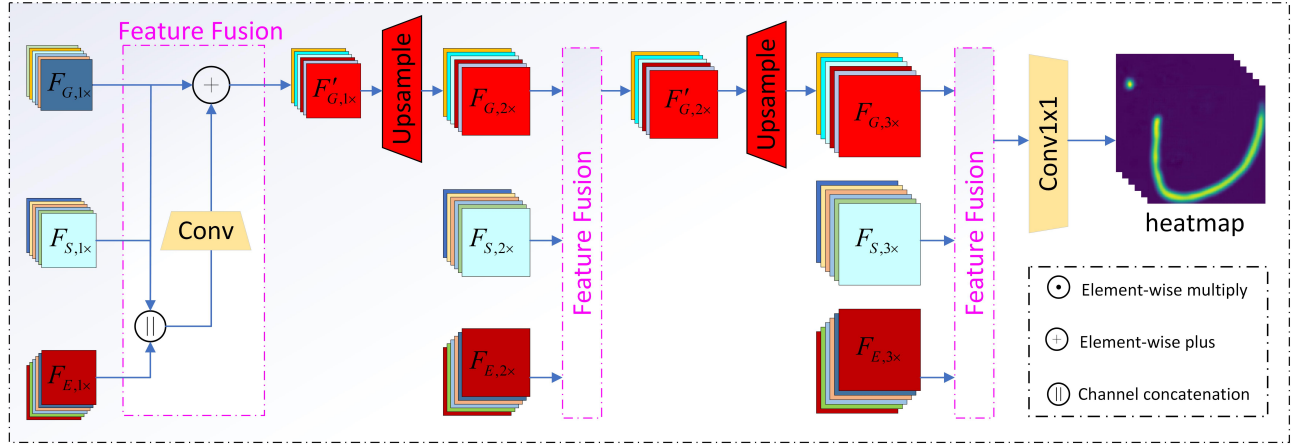 Feature Fusion
F_{G,1×}
+
F_{S,1×}
Conv
||
F_{E,1×}
F'_{G,1×}
Upsample
F_{G,2×}
F_{S,2×}
F_{E,2×}
Feature Fusion
F'_{G,2×}
Upsample
F_{G,3×}
F_{S,3×}
F_{E,3×}
Feature Fusion
Conv1x1
heatmap
Element-wise multiply
+ Element-wise plus
|| Channel concatenation